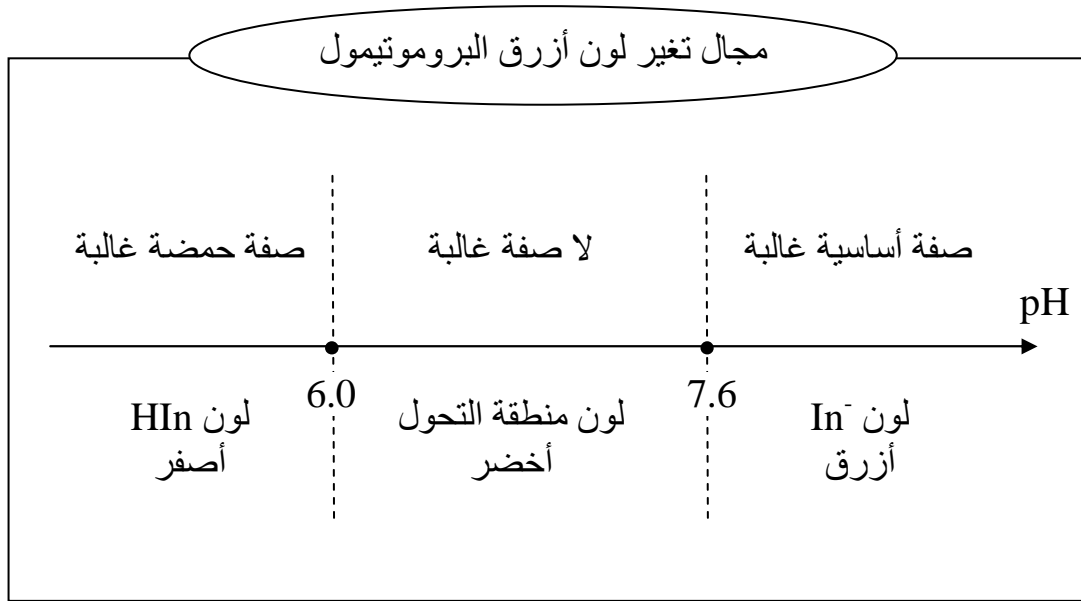 مجال تغير لون أزرق البروموتيمول
صفة أساسية غالبة
لا صفة غالبة
صفة حمضة غالبة
pH
7.6
6.0
لون In-
أزرق
لون منطقة التحول
أخضر
لون HIn
أصفر